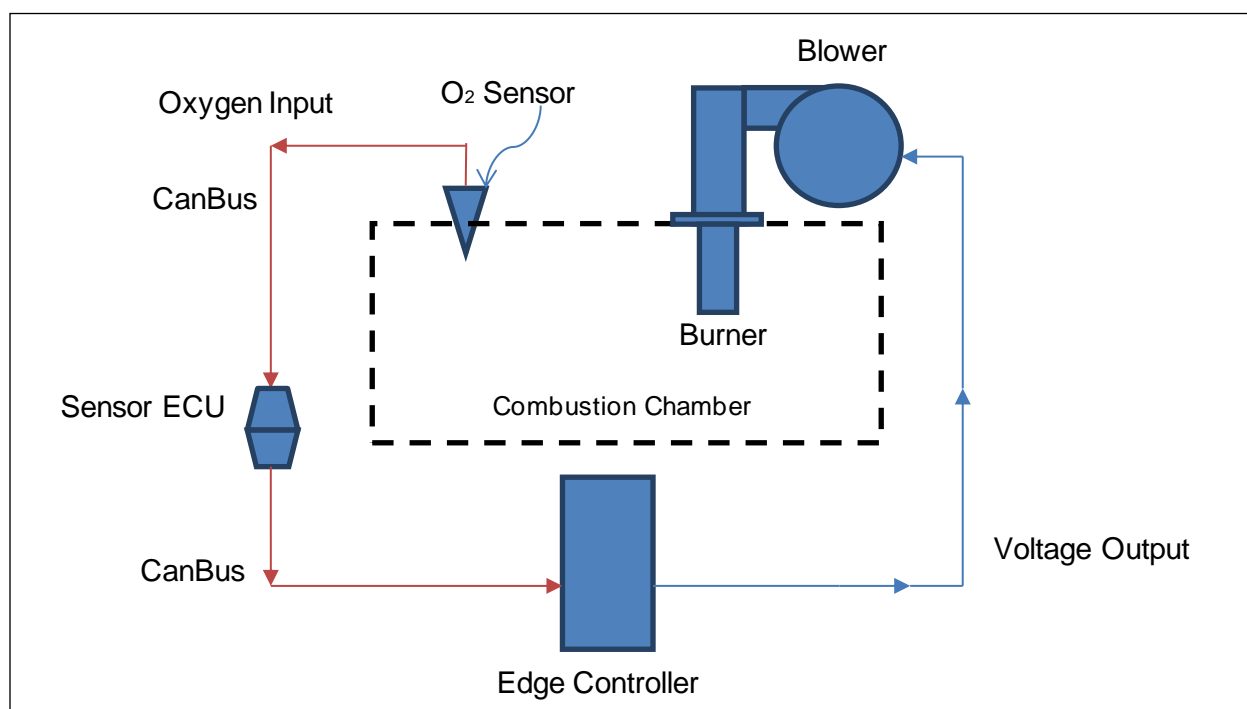 Blower
O₂ Sensor
Oxygen Input
CanBus
Burner
Sensor ECU
Combustion Chamber
CanBus
Voltage Output
Edge Controller